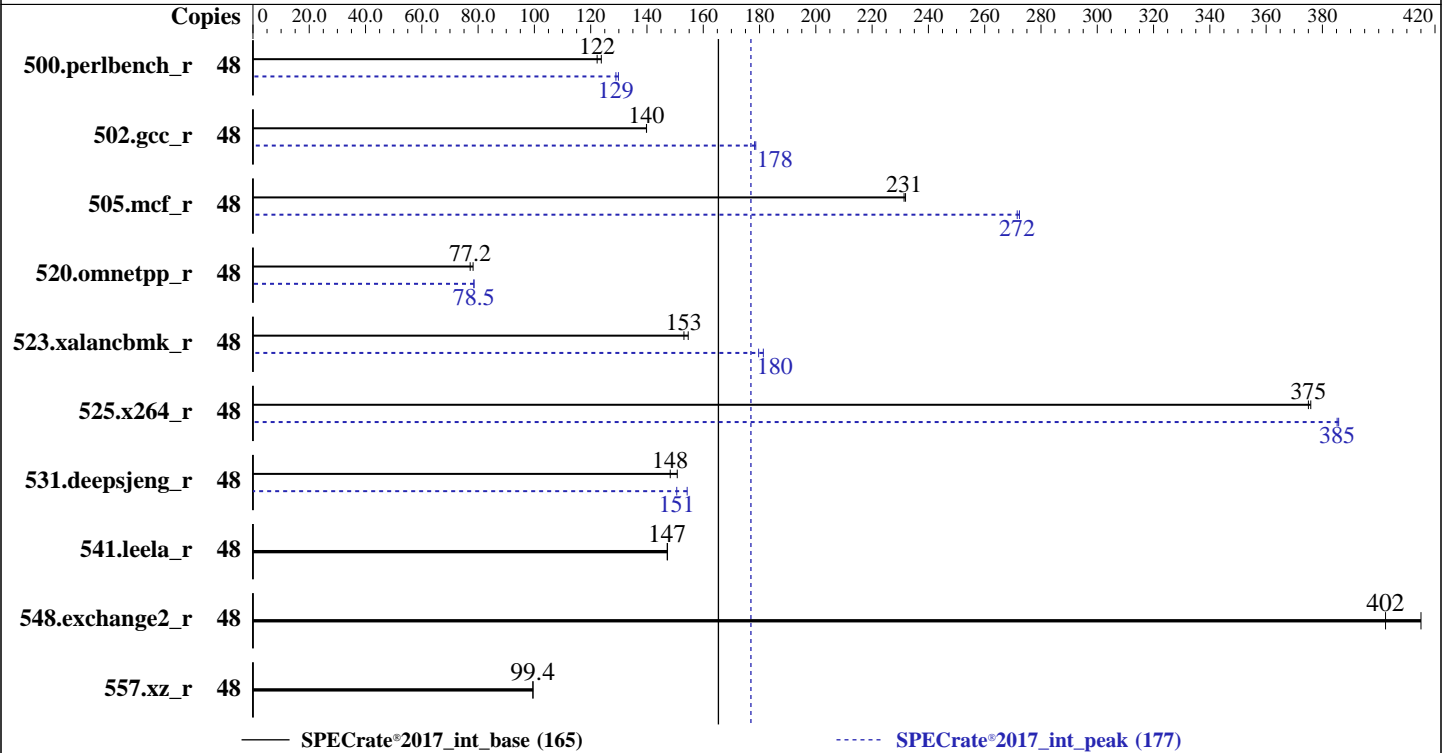 Copies 0 20.0 40.0 60.0 80.0 100 120 140 160 180 200 220 240 260 280 300 320 340 360 380 420
500.perlbench_r 48 122
129
502.gcc_r 48 140
178
505.mcf_r 48 231
272
520.omnetpp_r 48 77.2
78.5
523.xalancbmk_r 48 153
180
525.x264_r 48 375
385
531.deepsjeng_r 48 148
151
541.leela_r 48 147
548.exchange2_r 48 402
557.xz_r 48 99.4
SPECrate®2017_int_base (165) SPECrate®2017_int_peak (177)